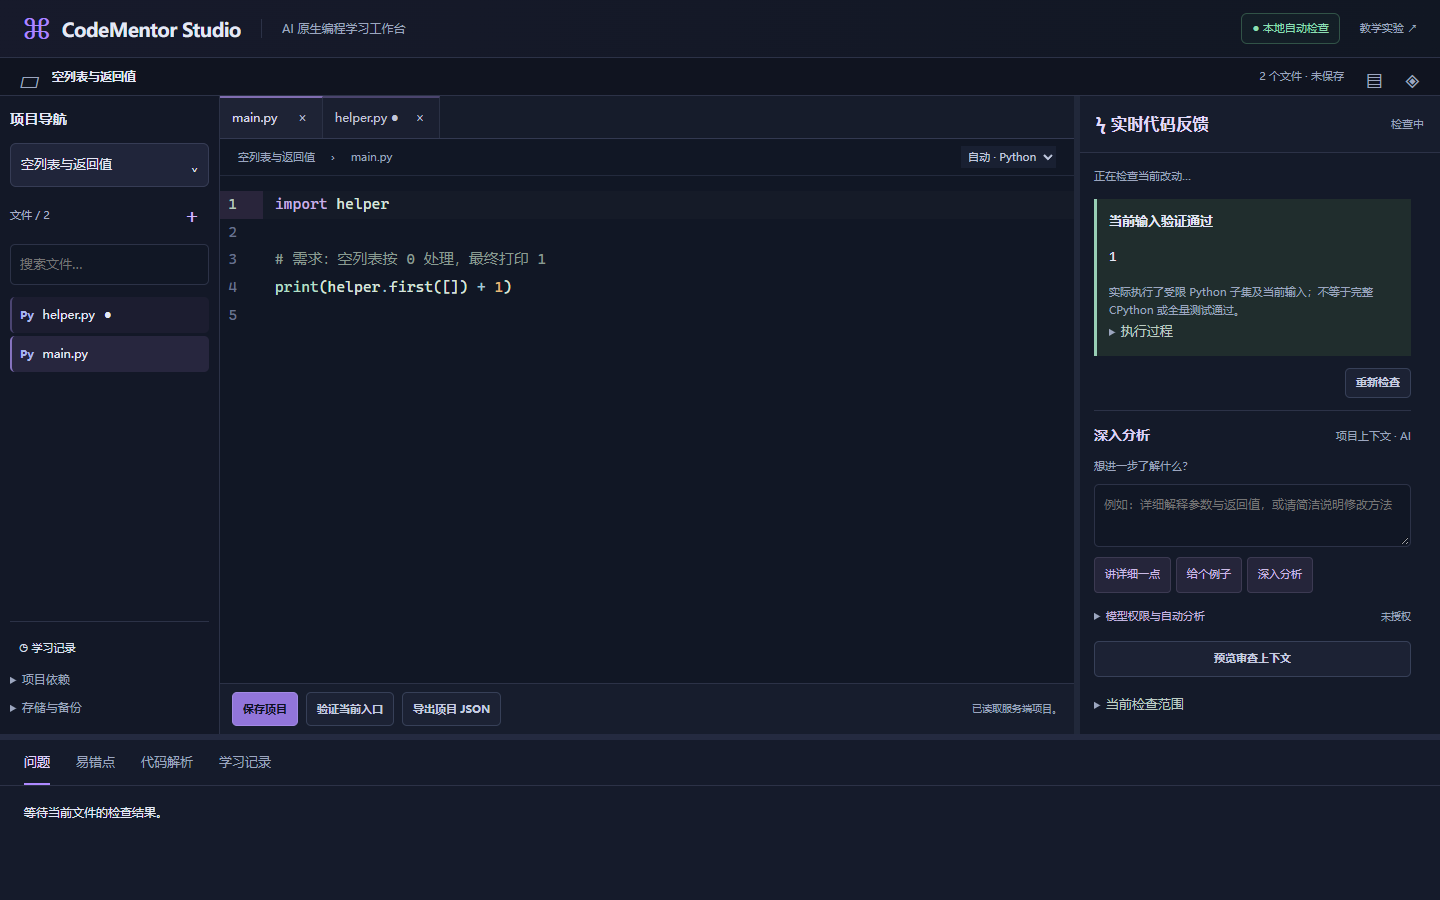 CodeMentor Studio
AI 原生编程学习工作台
本地自动检查
教学实验 ↗
空列表与返回值
2 个文件 · 未保存
项目导航
空列表与返回值
文件 / 2
+
搜索文件...
Py helper.py ●
Py main.py
学习记录
项目依赖
存储与备份
main.py ×
helper.py ● ×
空列表与返回值 › main.py
自动 · Python
1 import helper
2
3 # 需求：空列表按 0 处理，最终打印 1
4 print(helper.first([]) + 1)
5
保存项目
验证当前入口
导出项目 JSON
已读取服务端项目。
实时代码反馈
检查中
正在检查当前改动...
当前输入验证通过
1
实际执行了受限 Python 子集及当前输入；不等于完整
CPython 或全量测试通过。
执行过程
重新检查
深入分析
项目上下文 · AI
想进一步了解什么？
例如：详细解释参数与返回值，或请简洁说明修改方法
讲详细一点
给个例子
深入分析
模型权限与自动分析
未授权
预览审查上下文
当前检查范围
问题
易错点
代码解析
学习记录
等待当前文件的检查结果。